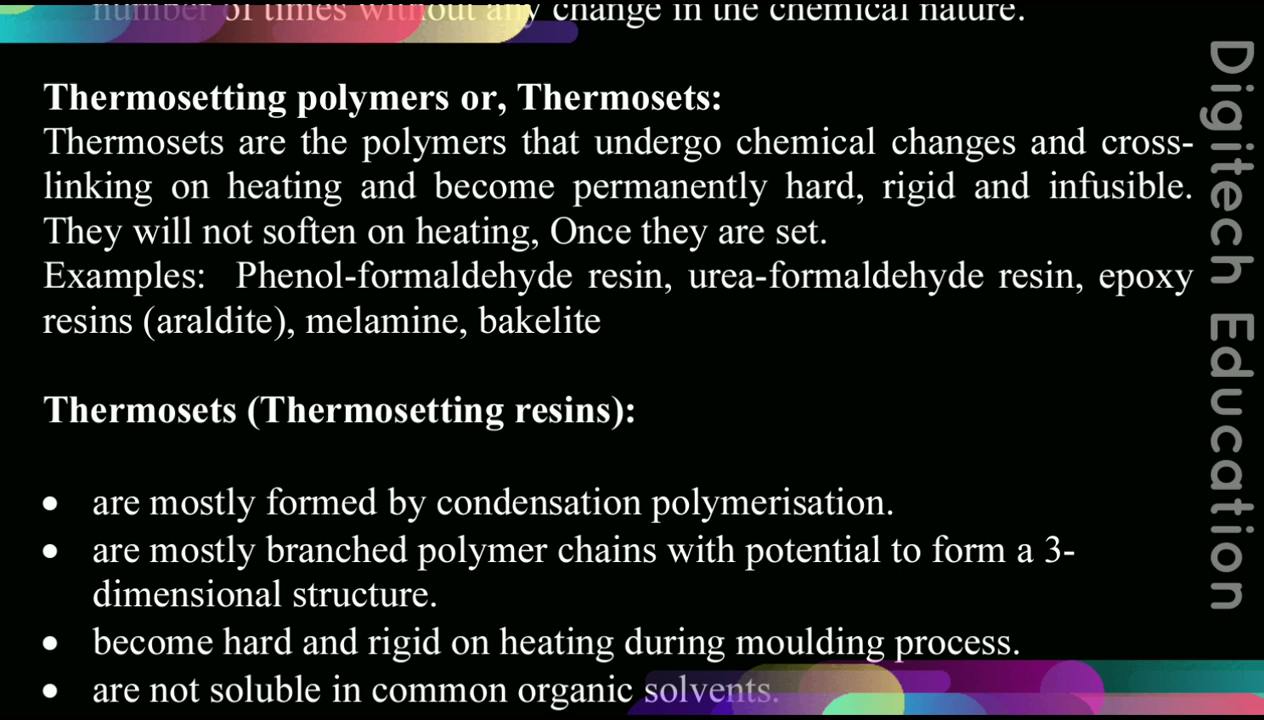 number of times without any change in the chemical nature.
Thermosetting polymers or, Thermosets:
Thermosets are the polymers that undergo chemical changes and cross-
linking on heating and become permanently hard, rigid and infusible.
They will not soften on heating, Once they are set.
Examples: Phenol-formaldehyde resin, urea-formaldehyde resin, epoxy
resins (araldite), melamine, bakelite
Thermosets (Thermosetting resins):
• are mostly formed by condensation polymerisation.
• are mostly branched polymer chains with potential to form a 3-
dimensional structure.
• become hard and rigid on heating during moulding process.
• are not soluble in common organic solvents.
Digitech Education